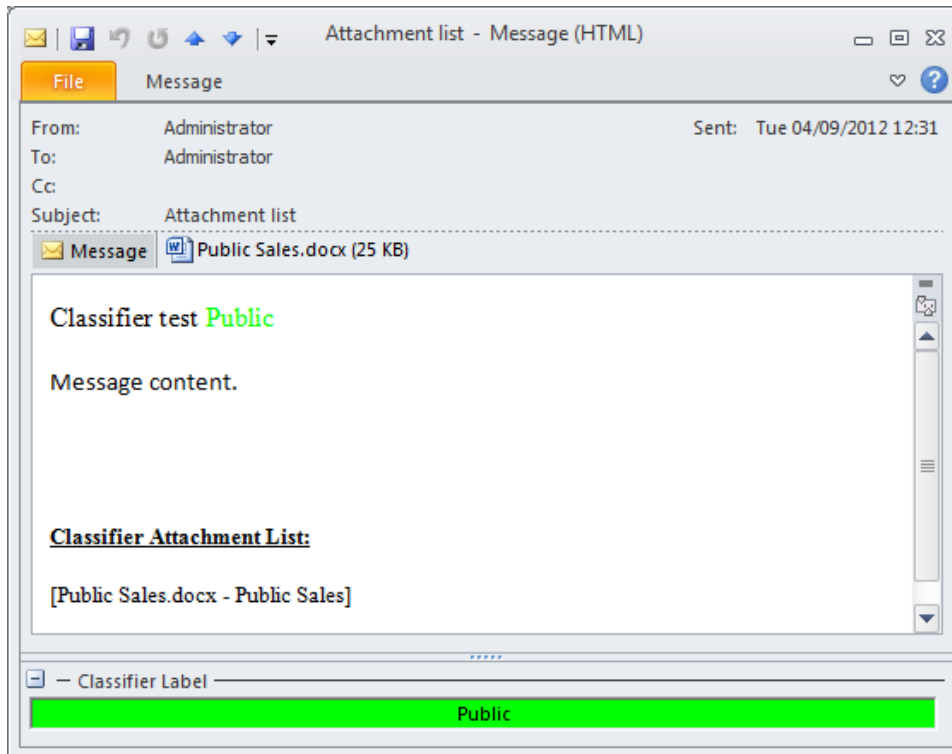 Attachment list - Message (HTML)
File Message
From: Administrator Sent: Tue 04/09/2012 12:31
To: Administrator
Cc:
Subject: Attachment list
Message Public Sales.docx (25 KB)
Classifier test Public
Message content.
Classifier Attachment List:
[Public Sales.docx - Public Sales]
Classifier Label
Public